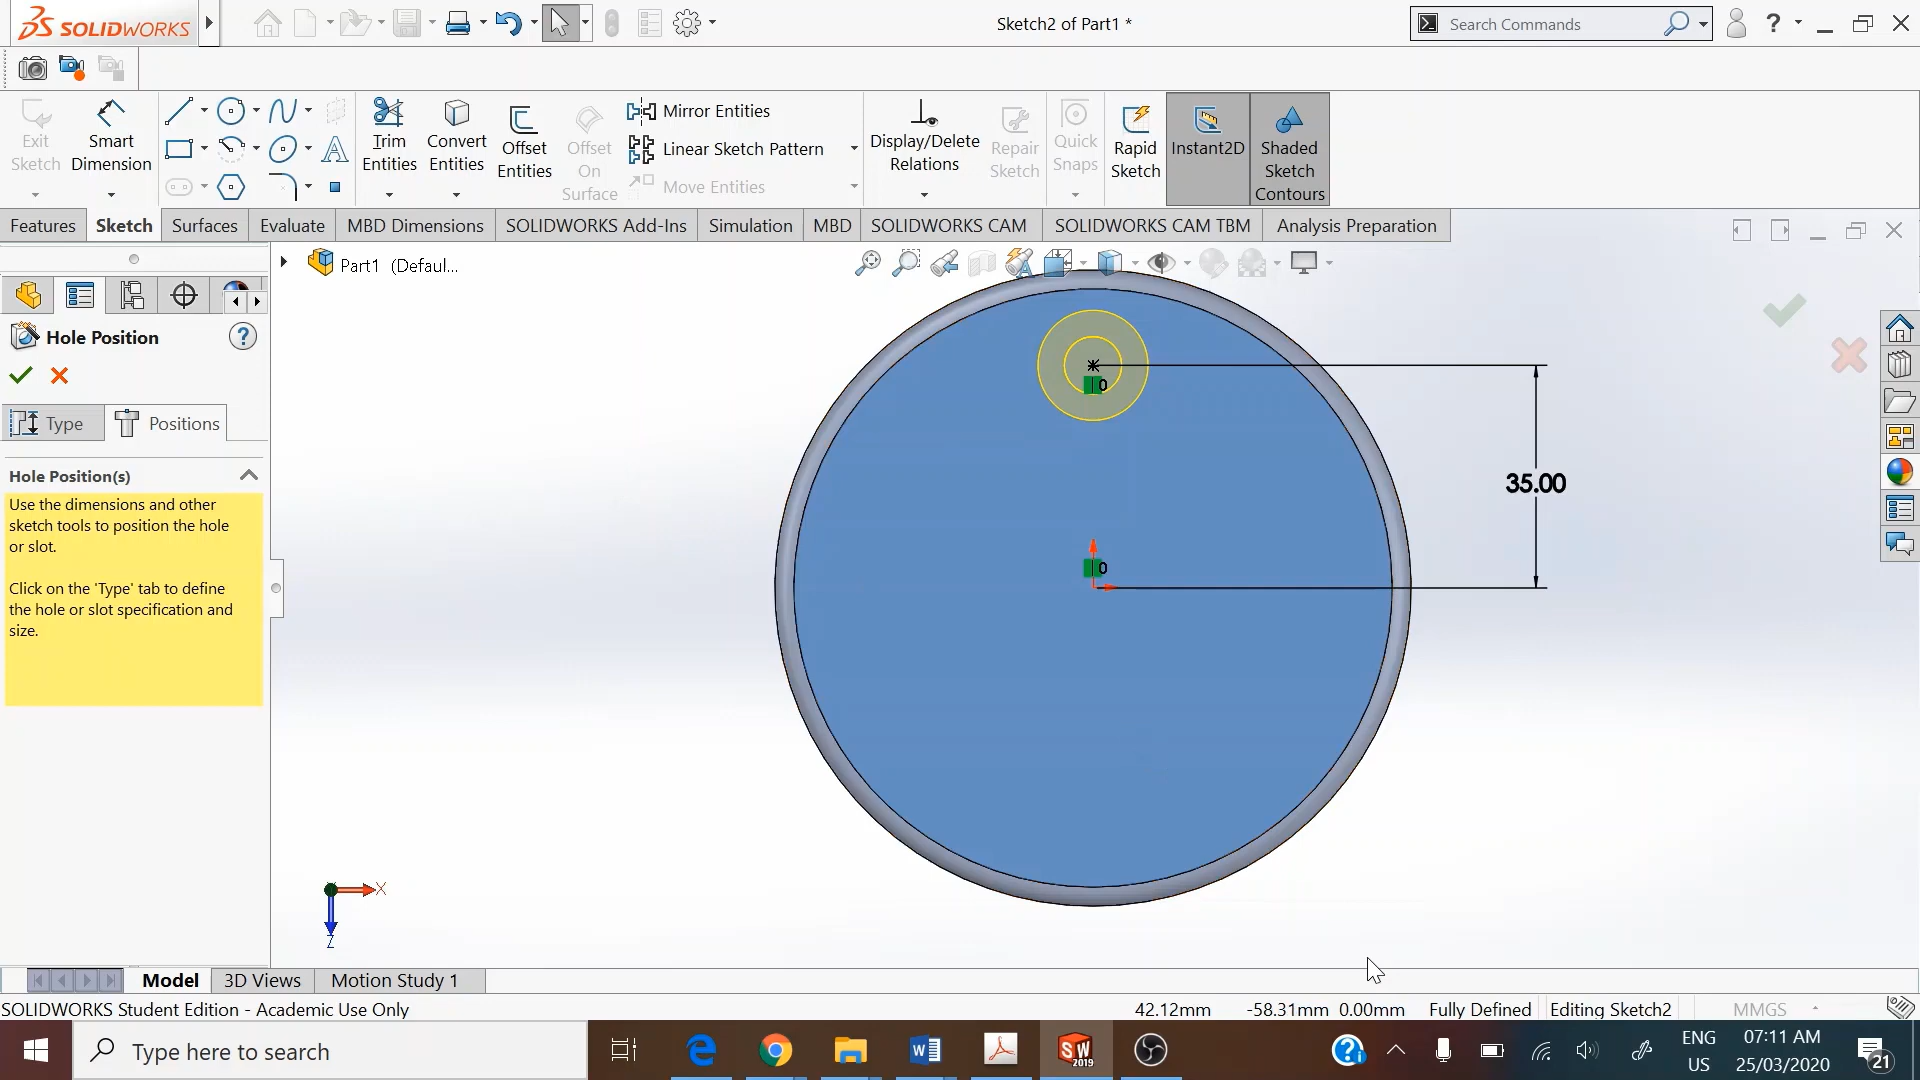 SOLIDWORKS
Sketch2 of Part1 *
Search Commands
?
Exit Sketch
Smart Dimension
Trim Entities
Convert Entities
Offset Entities
Offset On Surface
Mirror Entities
Linear Sketch Pattern
Move Entities
Display/Delete Relations
Repair Sketch
Quick Snaps
Rapid Sketch
Instant2D
Shaded Sketch Contours
Features
Sketch
Surfaces
Evaluate
MBD Dimensions
SOLIDWORKS Add-Ins
Simulation
MBD
SOLIDWORKS CAM
SOLIDWORKS CAM TBM
Analysis Preparation
Part1 (Defaul...
Hole Position
?
Type
Positions
Hole Position(s)
Use the dimensions and other
sketch tools to position the hole
or slot.
Click on the 'Type' tab to define
the hole or slot specification and
size.
0
35.00
0
X
Z
Model
3D Views
Motion Study 1
SOLIDWORKS Student Edition - Academic Use Only
42.12mm
-58.31mm
0.00mm
Fully Defined
Editing Sketch2
MMGS
Type here to search
SW
2019
ENG
US
07:11 AM
25/03/2020
21